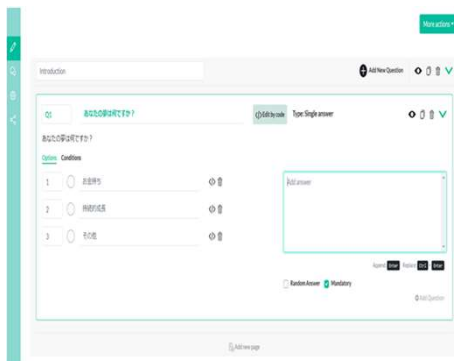 More actions
Introduction
Add New Question
Q1 あなたの夢は何ですか？ Edit by code Type: Single answer
あなたの夢は何ですか？
Options Conditions
1 お金持ち
2 持続的成長
3 その他
Add answer
Append Enter Replace Ctrl Enter
Random Answer Mandatory
Add Question
Add new page